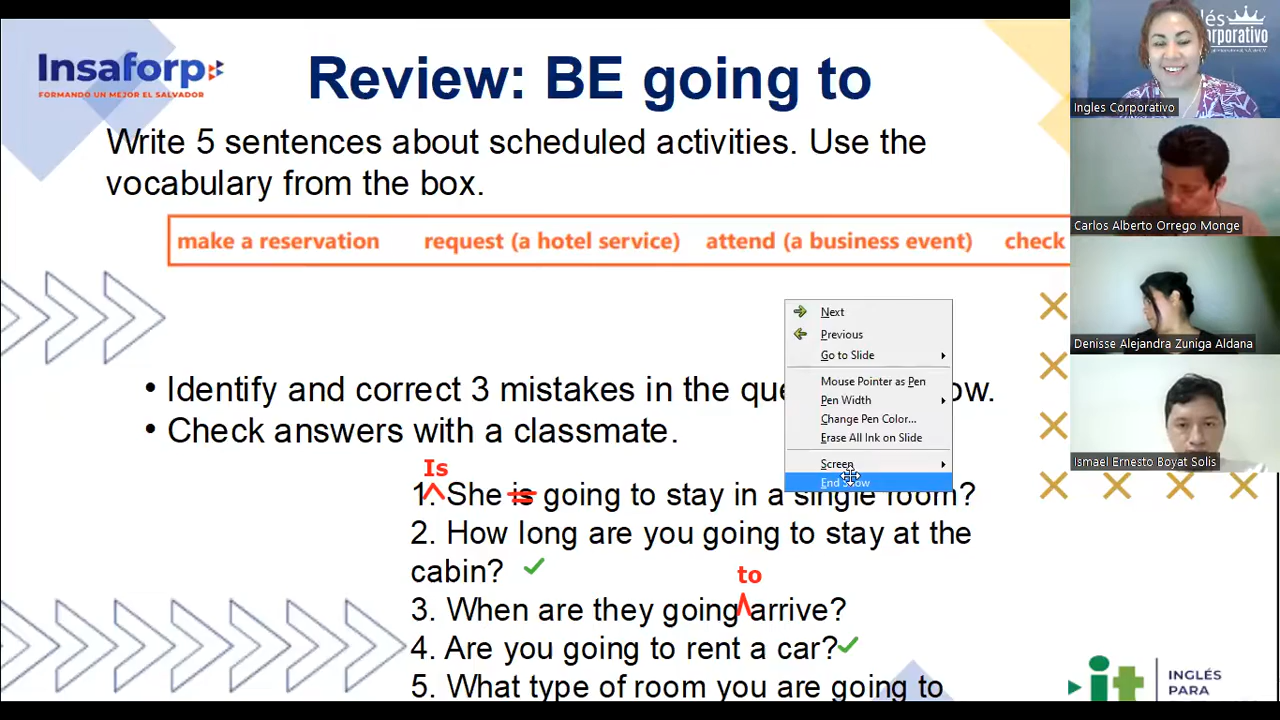 Insaforp
FORMANDO UN MEJOR EL SALVADOR
Review: BE going to
Write 5 sentences about scheduled activities. Use the
vocabulary from the box.
make a reservation request (a hotel service) attend (a business event) check
Next
Previous
Go to Slide
Mouse Pointer as Pen
Pen Width
Change Pen Color...
Erase All Ink on Slide
Screen
End Show
• Identify and correct 3 mistakes in the que ow.
• Check answers with a classmate.
Is
1. She is going to stay in a single room?
2. How long are you going to stay at the
cabin?
to
3. When are they going arrive?
4. Are you going to rent a car?
5. What type of room you are going to
it INGLÉS
PARA
Ingles Corporativo
Carlos Alberto Orrego Monge
Denisse Alejandra Zuniga Aldana
Ismael Ernesto Boyat Solis